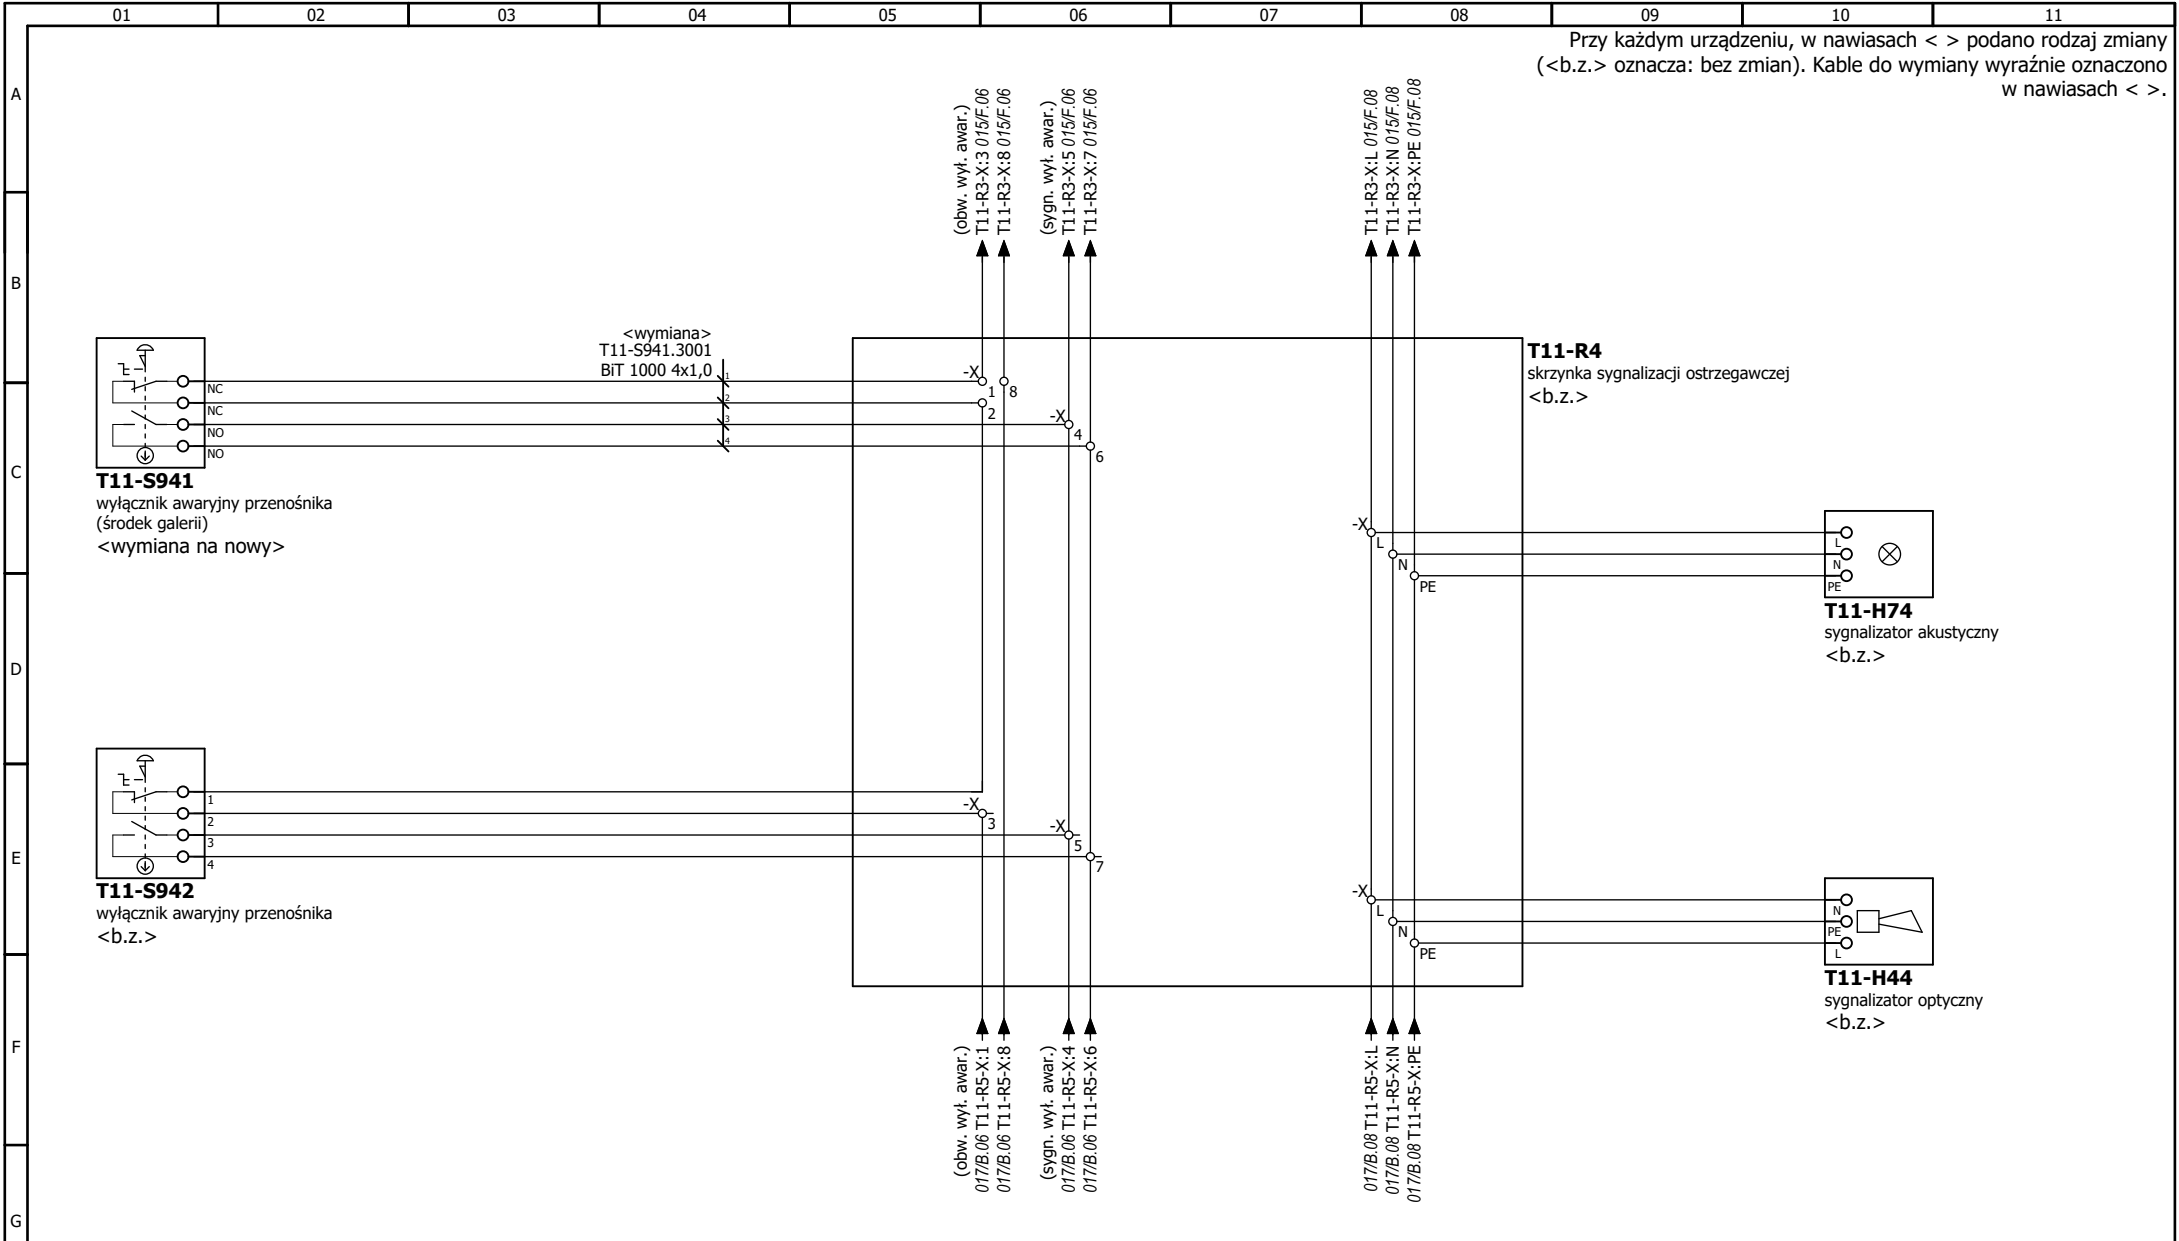 01 02 03 04 05 06 07 08 09 10 11
Przy każdym urządzeniu, w nawiasach < > podano rodzaj zmiany
(<b.z.> oznacza: bez zmian). Kable do wymiany wyraźnie oznaczono
w nawiasach < >.
A
(obw. wył. awar.)
T11-R3-X:3 015/F.06
T11-R3-X:8 015/F.06
(sygn. wył. awar.)
T11-R3-X:5 015/F.06
T11-R3-X:7 015/F.06
T11-R3-X:L 015/F.08
T11-R3-X:N 015/F.08
T11-R3-X:PE 015/F.08
B
<wymiana>
T11-S941.3001
BiT 1000 4x1,0
1
2
3
4
NC
NC
NO
NO
T11-S941
wyłącznik awaryjny przenośnika
(środek galerii)
<wymiana na nowy>
-X
1
8
2
-X
4
6
T11-R4
skrzynka sygnalizacji ostrzegawczej
<b.z.>
C
-X
L
N
PE
L
N
PE
T11-H74
sygnalizator akustyczny
<b.z.>
D
1
2
3
4
T11-S942
wyłącznik awaryjny przenośnika
<b.z.>
-X
3
-X
5
7
E
-X
L
N
PE
N
PE
L
T11-H44
sygnalizator optyczny
<b.z.>
F
(obw. wył. awar.)
017/B.06 T11-R5-X:1
017/B.06 T11-R5-X:8
(sygn. wył. awar.)
017/B.06 T11-R5-X:4
017/B.06 T11-R5-X:6
017/B.08 T11-R5-X:L
017/B.08 T11-R5-X:N
017/B.08 T11-R5-X:PE
G